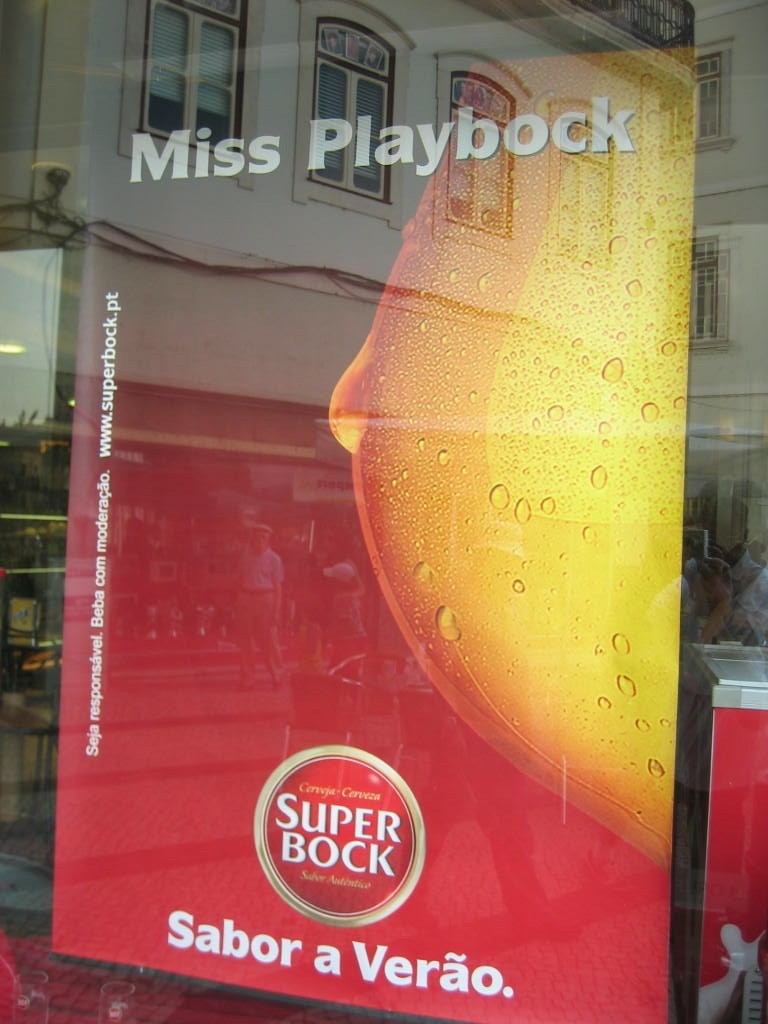 Miss Playbock
Seja responsável. Beba com moderação. www.superbock.pt
Cerveja · Cerveza
SUPER
BOCK
Sabor Autêntico
Sabor a Verão.